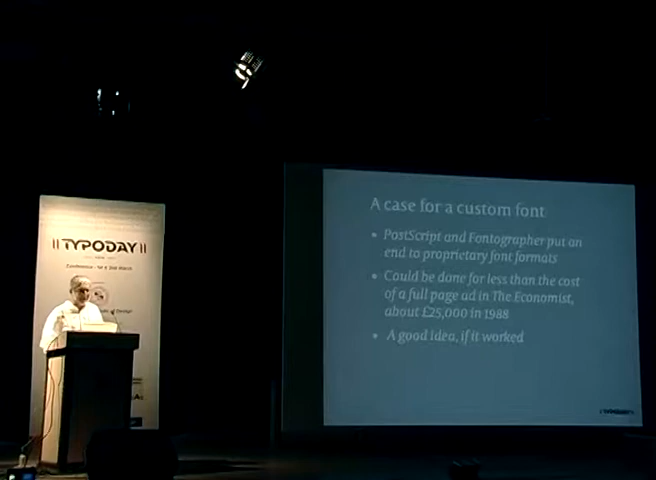 TYPODAY
A case for a custom font
• PostScript and Fontographer put an
end to proprietary font formats
• Could be done for less than the cost
of a full page ad in The Economist,
about £25,000 in 1988
• A good idea, if it worked
TYPODAY